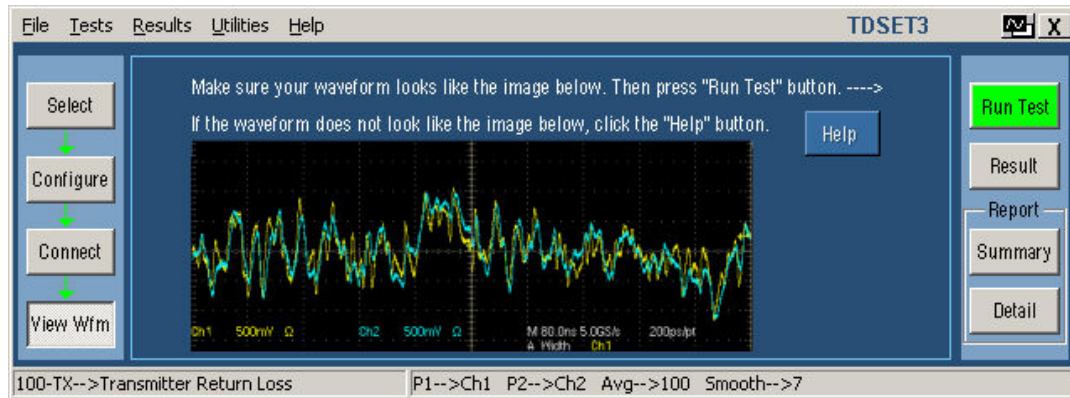 File Tests Results Utilities Help TDSET3 X
Select
Configure
Connect
View Wfm
Make sure your waveform looks like the image below. Then press "Run Test" button. ---->
If the waveform does not look like the image below, click the "Help" button.
Help
Ch1 500mV Ω Ch2 500mV Ω M 80.0ns 5.0GS/s 200ps/pt
A Width Ch1
Run Test
Result
Report
Summary
Detail
100-TX-->Transmitter Return Loss P1-->Ch1 P2-->Ch2 Avg-->100 Smooth-->7